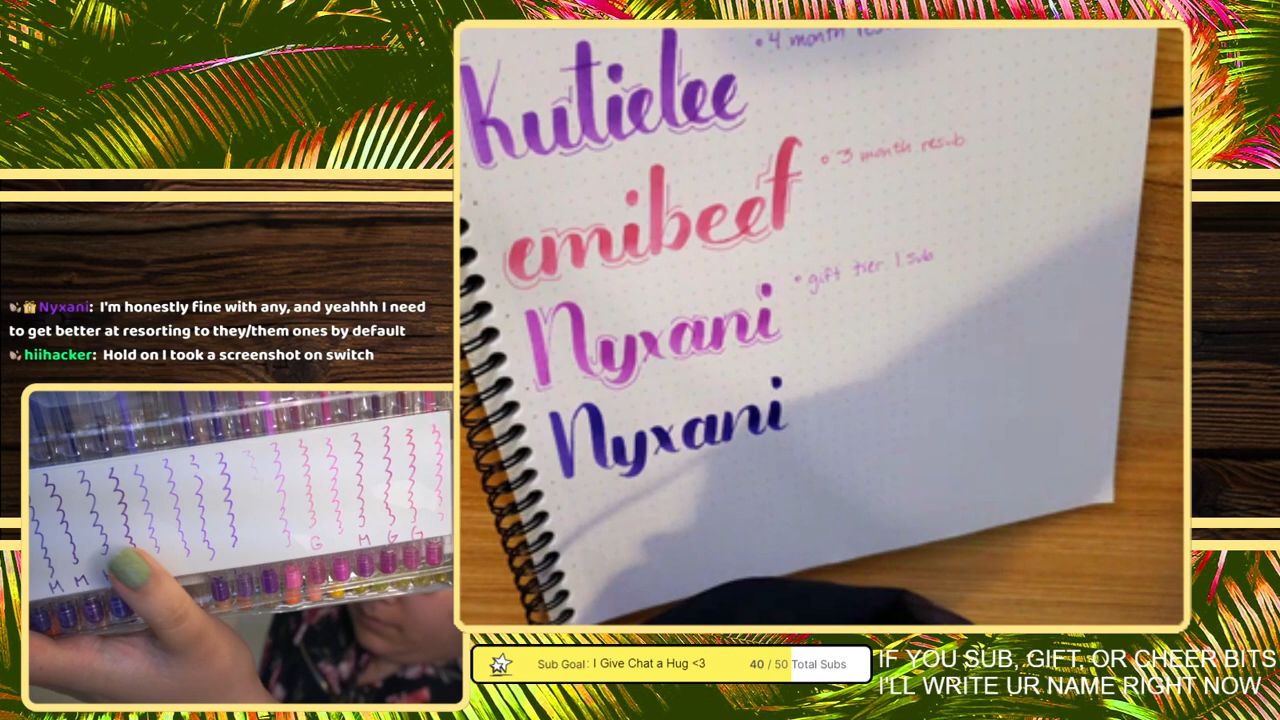 Kutielee
• 4 month
emibeef
• 3 month resub
Nyxani
• gift tier 1 sub
Nyxani
Nyxani: I'm honestly fine with any, and yeahhh I need
to get better at resorting to they/them ones by default
hiihacker: Hold on I took a screenshot on switch
M M
G M G G
Sub Goal: I Give Chat a Hug <3 40 / 50 Total Subs
IF YOU SUB, GIFT, OR CHEER BITS
I'LL WRITE UR NAME RIGHT NOW